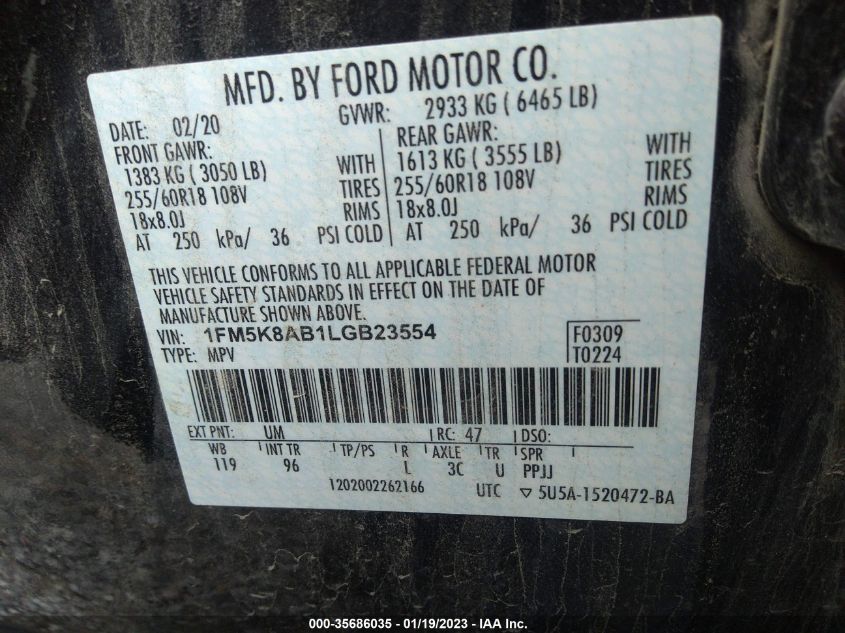 MFD. BY FORD MOTOR CO.
DATE: 02/20 GVWR: 2933 KG ( 6465 LB)
FRONT GAWR:
1383 KG ( 3050 LB) WITH
255/60R18 108V TIRES
18x8.0J RIMS
AT 250 kPa/ 36 PSI COLD
REAR GAWR:
1613 KG ( 3555 LB) WITH
255/60R18 108V TIRES
18x8.0J RIMS
AT 250 kPa/ 36 PSI COLD
THIS VEHICLE CONFORMS TO ALL APPLICABLE FEDERAL MOTOR
VEHICLE SAFETY STANDARDS IN EFFECT ON THE DATE OF
MANUFACTURE SHOWN ABOVE.
VIN: 1FM5K8AB1LGB23554 F0309
TYPE: MPV T0224
EXT PNT: UM RC: 47 DSO:
WB INT TR TP/PS R AXLE TR SPR
119 96 L 3C U PPJJ
1202002262166 UTC ▽ 5U5A-1520472-BA
000-35686035 - 01/19/2023 - IAA Inc.